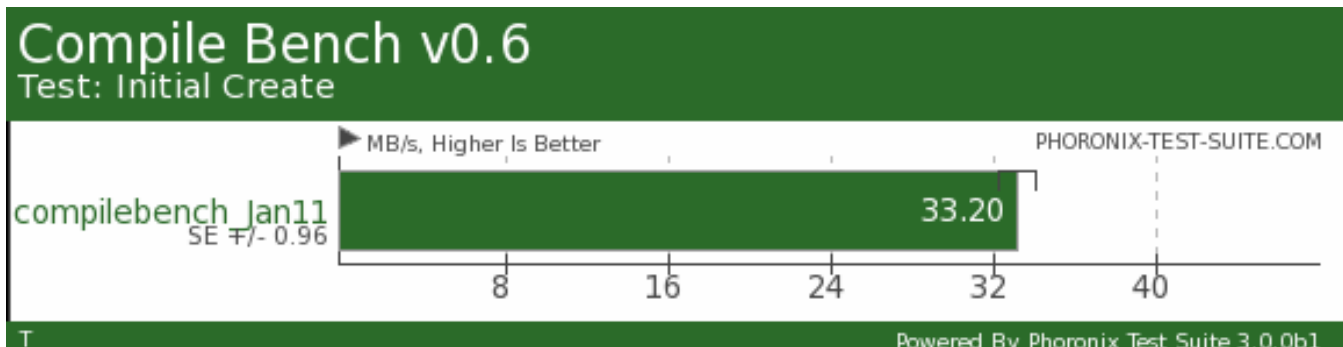 Compile Bench v0.6
Test: Initial Create
MB/s, Higher Is Better
PHORONIX-TEST-SUITE.COM
compilebench_Jan11
33.20
SE +/- 0.96
8 16 24 32 40
T
Powered By Phoronix Test Suite 3.0.0b1